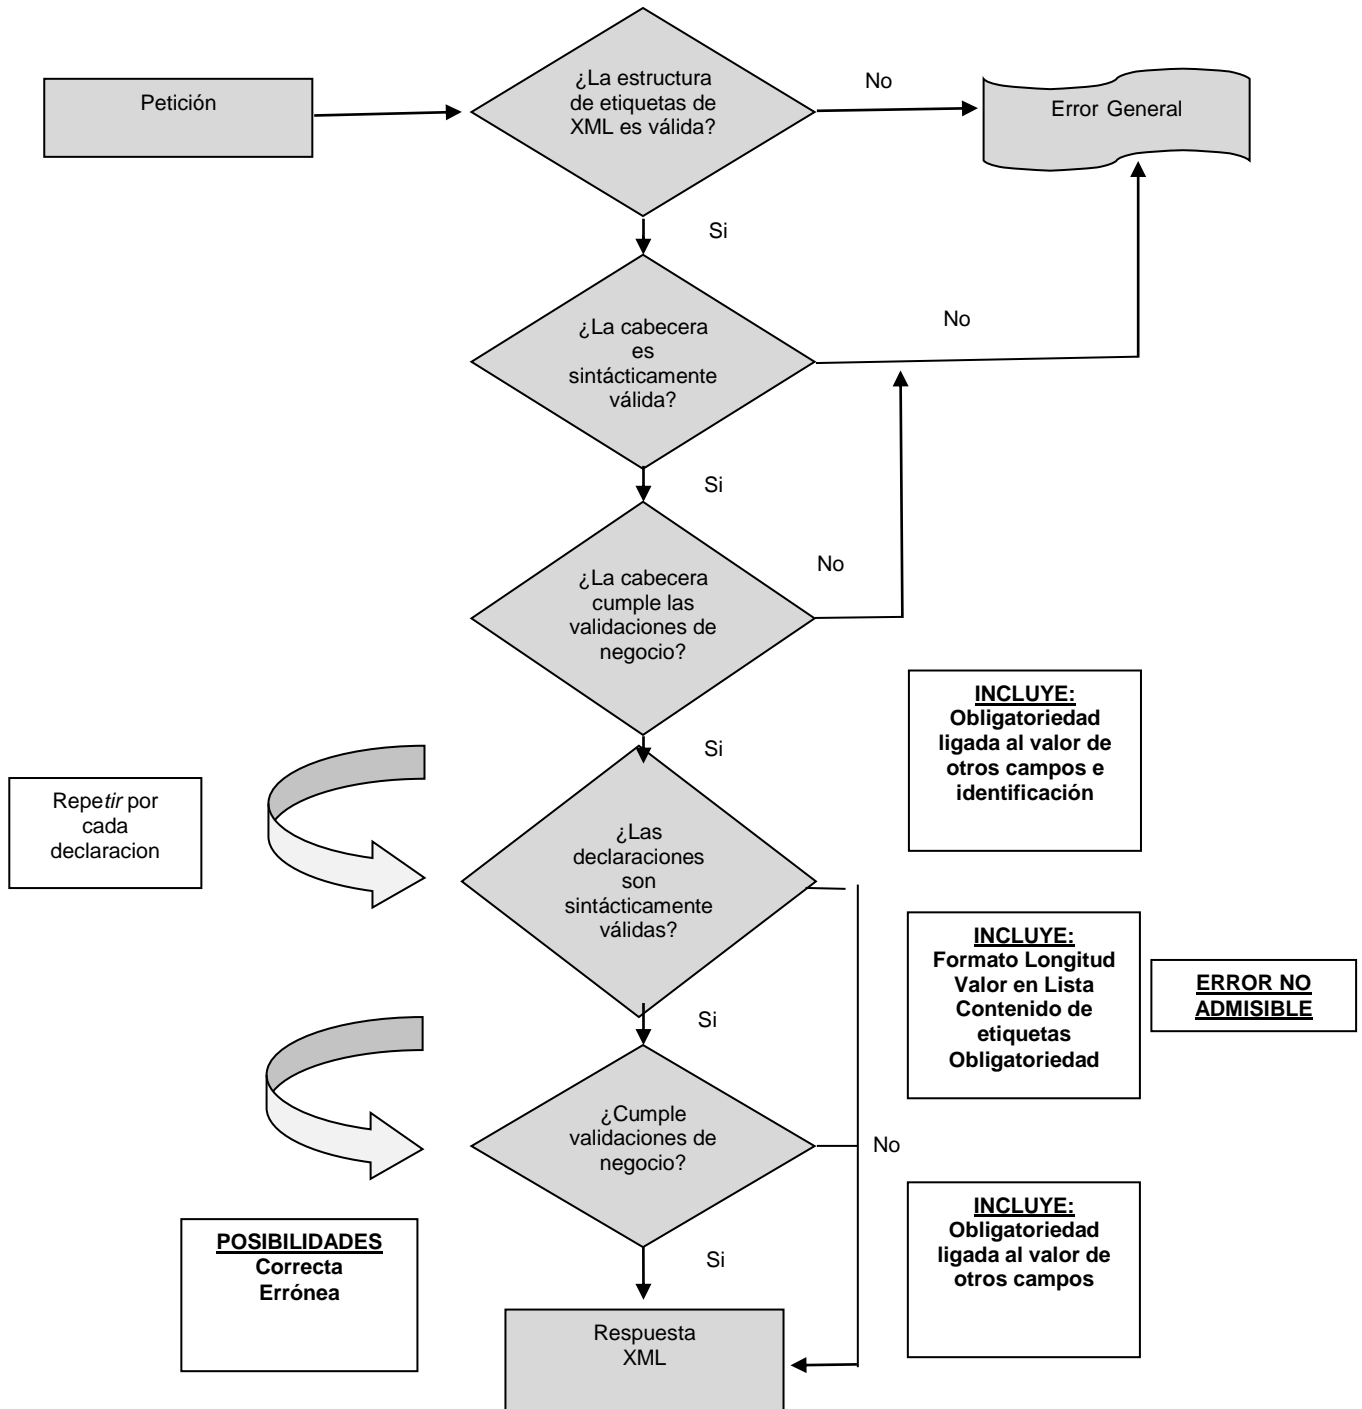 Petición
¿La estructura
de etiquetas de
XML es válida?
No
Error General
Si
¿La cabecera
es
sintácticamente
válida?
No
Si
¿La cabecera
cumple las
validaciones de
negocio?
No
Si
INCLUYE:
Obligatoriedad
ligada al valor de
otros campos e
identificación
Repetir por
cada
declaracion
¿Las
declaraciones
son
sintácticamente
válidas?
INCLUYE:
Formato Longitud
Valor en Lista
Contenido de
etiquetas
Obligatoriedad
ERROR NO
ADMISIBLE
Si
¿Cumple
validaciones de
negocio?
No
INCLUYE:
Obligatoriedad
ligada al valor de
otros campos
POSIBILIDADES
Correcta
Errónea
Si
Respuesta
XML